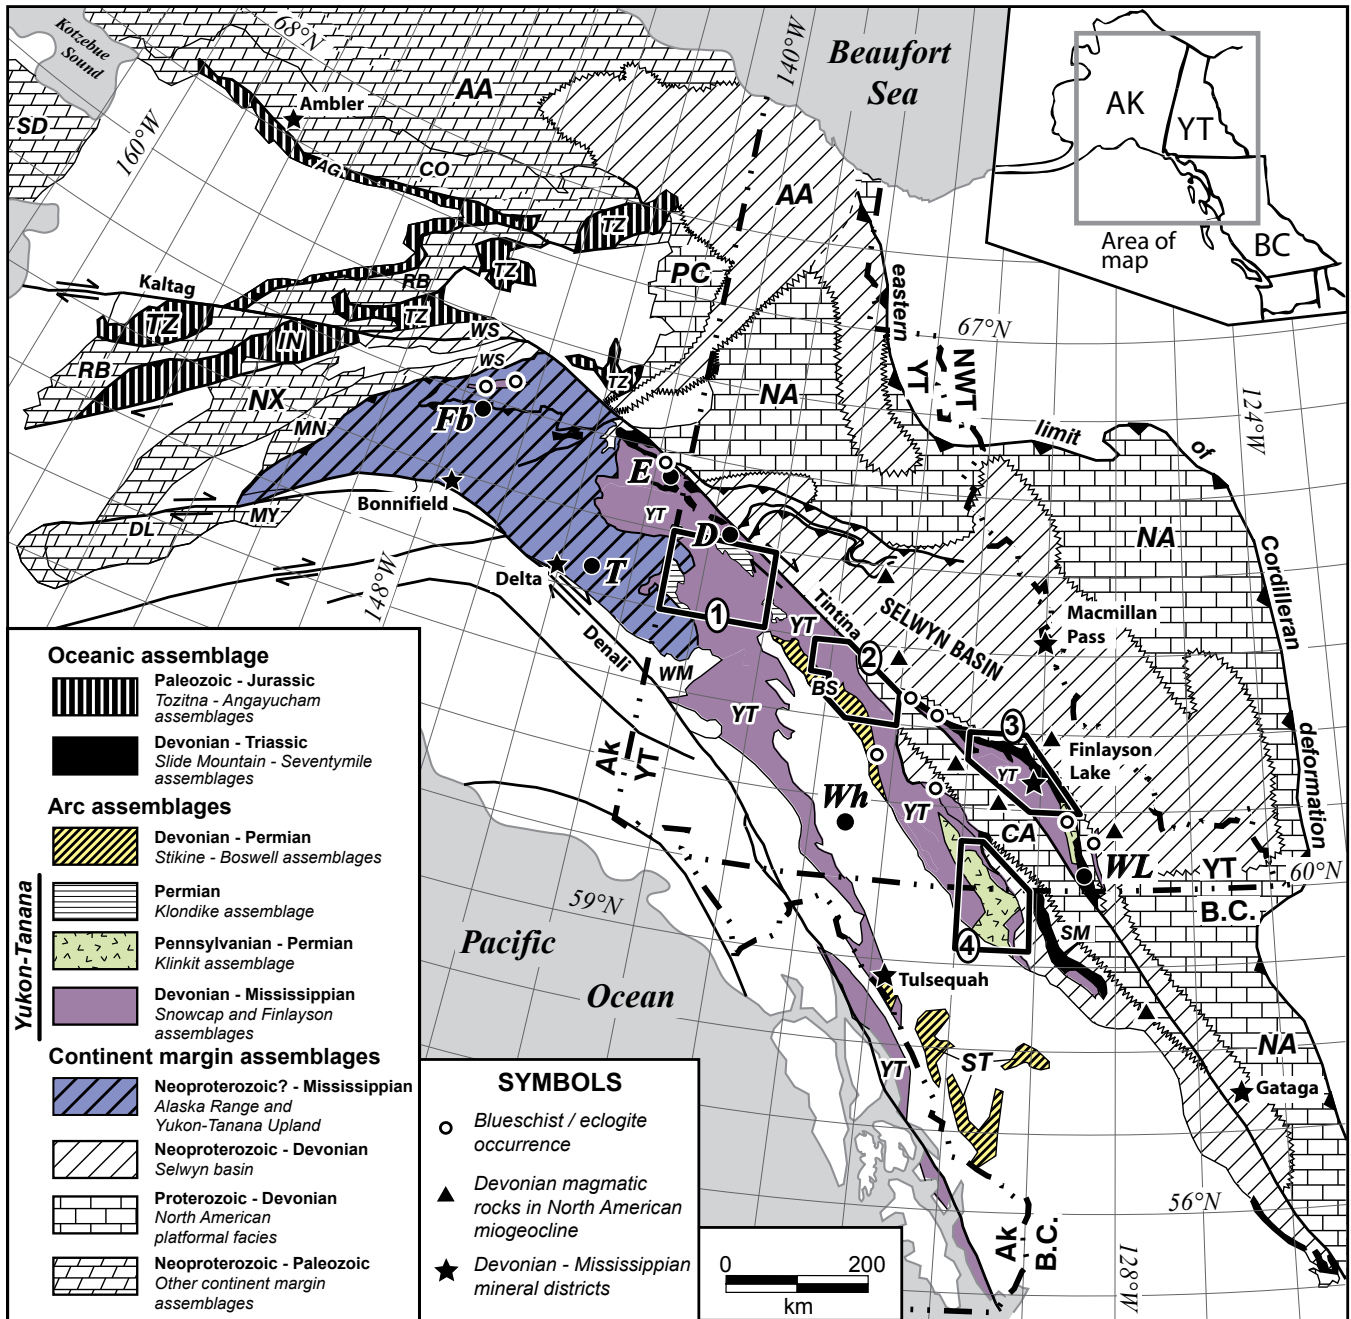 Kotzebue
Sound
68°N
140°W
Beaufort
Sea
AK
YT
BC
Area of
map
SD
160°W
Ambler
AA
AG
CO
AA
TZ
TZ
PC
Kaltag
RB
TZ
TZ
WS
IN
WS
RB
NX
TZ
NA
MN
Fb
eastern
YT
NWT
67°N
limit
of
124°W
Cordilleran
deformation
E
YT
Bonnifield
DL
MY
D
Delta
T
148°W
Denali
1
YT
Tintina
SELWYN BASIN
Macmillan
Pass
NA
2
BS
WM
YT
Ak
YT
3
YT
Finlayson
Lake
Wh
YT
CA
WL
YT
B.C.
60°N
59°N
SM
4
Pacific
Ocean
Tulsequah
YT
ST
NA
Gataga
56°N
Ak
B.C.
128°W
Oceanic assemblage
Paleozoic - Jurassic
Tozitna - Angayucham
assemblages
Devonian - Triassic
Slide Mountain - Seventymile
assemblages
Arc assemblages
Devonian - Permian
Stikine - Boswell assemblages
Yukon-Tanana
Permian
Klondike assemblage
Pennsylvanian - Permian
Klinkit assemblage
Devonian - Mississippian
Snowcap and Finlayson
assemblages
Continent margin assemblages
Neoproterozoic? - Mississippian
Alaska Range and
Yukon-Tanana Upland
Neoproterozoic - Devonian
Selwyn basin
Proterozoic - Devonian
North American
platformal facies
Neoproterozoic - Paleozoic
Other continent margin
assemblages
SYMBOLS
Blueschist / eclogite
occurrence
Devonian magmatic
rocks in North American
miogeocline
Devonian - Mississippian
mineral districts
0 200
km